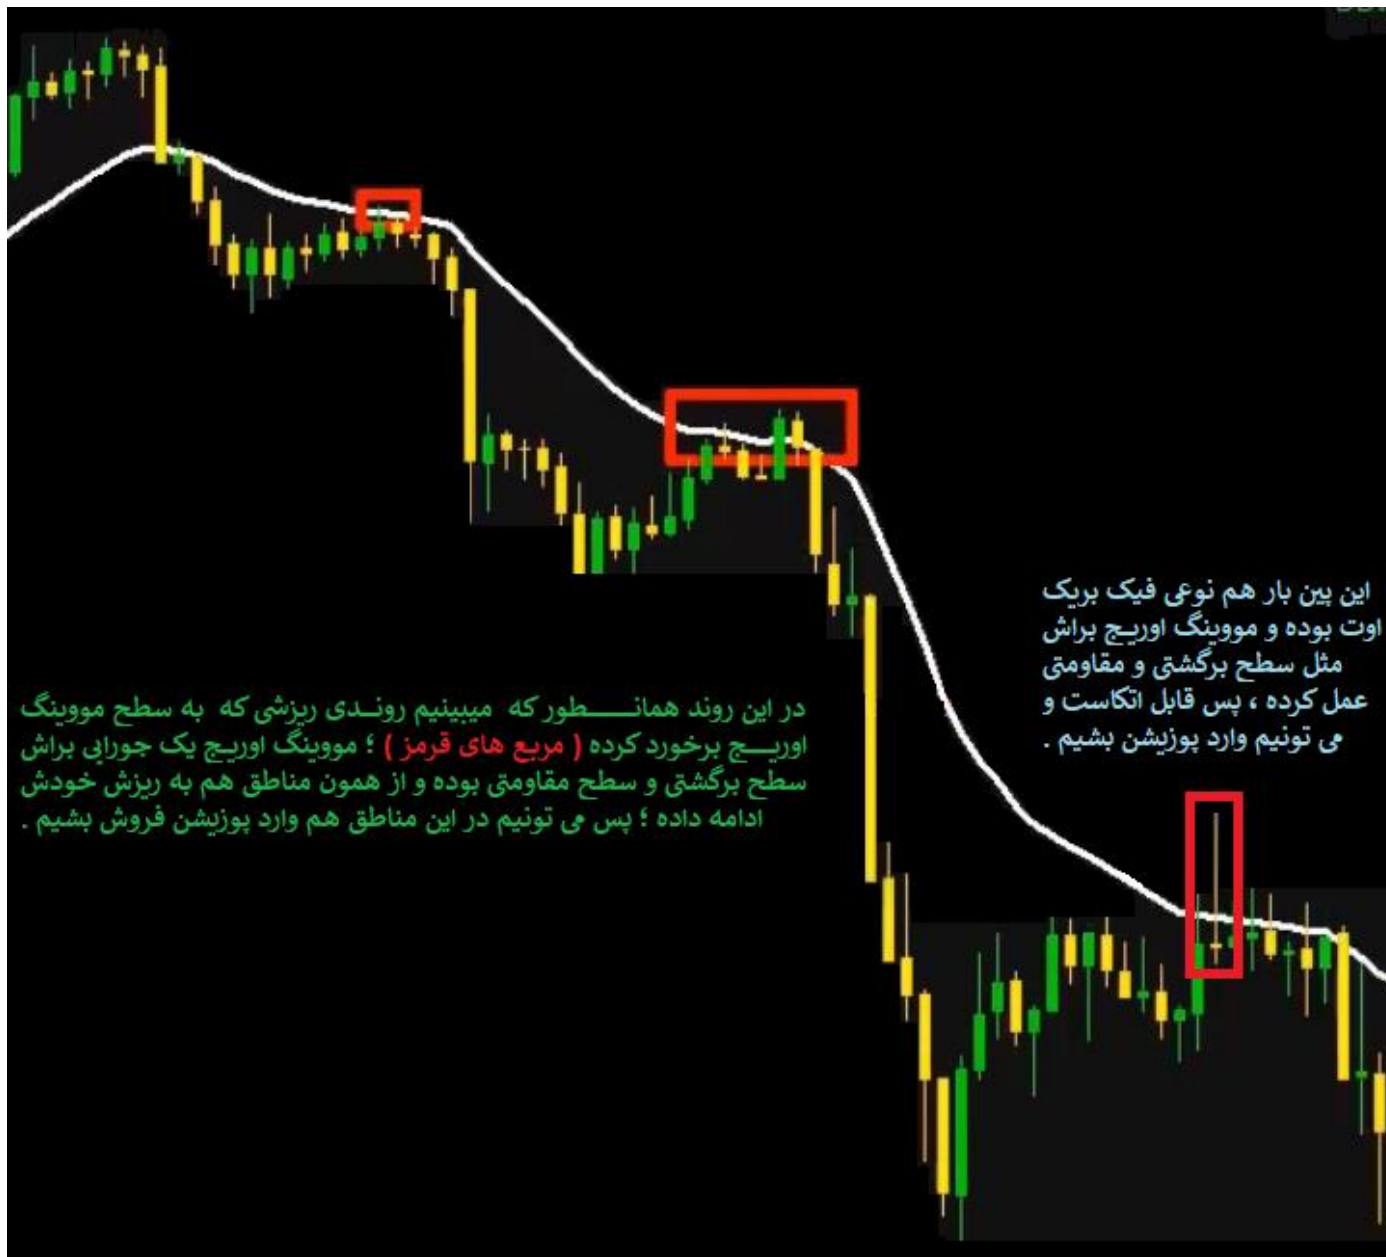 این پین بار هم نوعی فیک بریک
اوت بوده و مووینگ اوریج براش
مثل سطح برگشتی و مقاومتی
عمل کرده ، پس قابل اتکاست و
می تونیم وارد پوزیشن بشیم .
در این روند همانطور که میبینیم روندی ریزشی که به سطح مووینگ
اوریج برخورد کرده ( مربع های قرمز ) ؛ مووینگ اوریج یک جورایی براش
سطح برگشتی و سطح مقاومتی بوده و از همون مناطق هم به ریزش خودش
ادامه داده ؛ پس می تونیم در این مناطق هم وارد پوزیشن فروش بشیم .